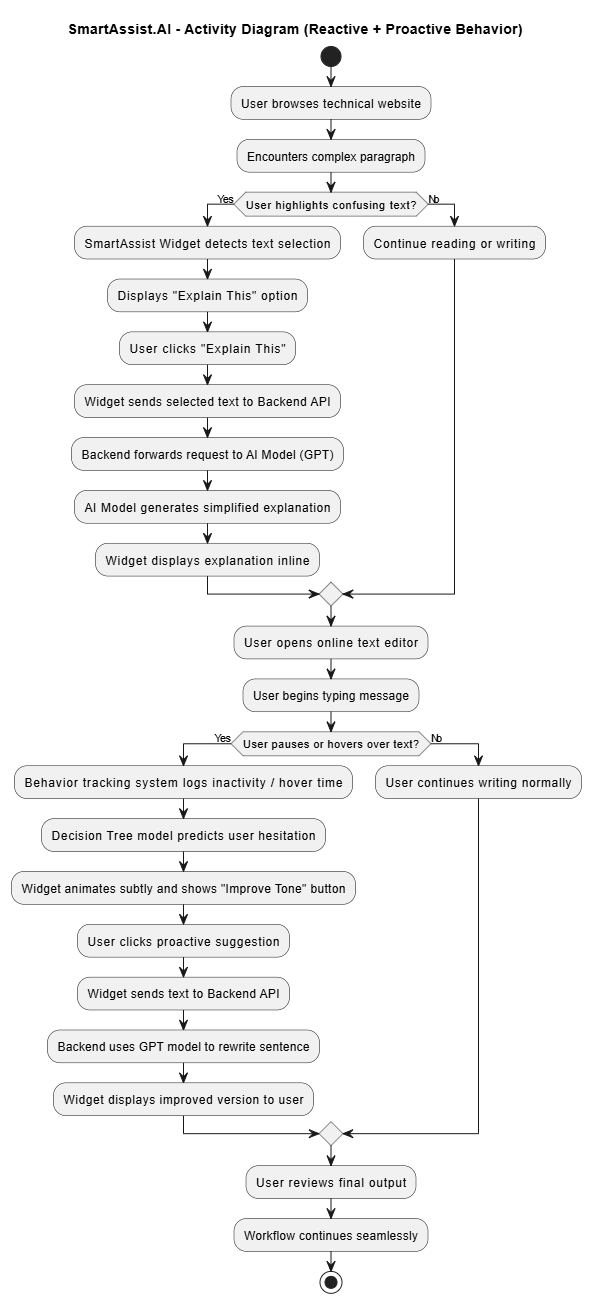 SmartAssist.AI - Activity Diagram (Reactive + Proactive Behavior)
User browses technical website
Encounters complex paragraph
Yes
User highlights confusing text?
No
SmartAssist Widget detects text selection
Continue reading or writing
Displays "Explain This" option
User clicks "Explain This"
Widget sends selected text to Backend API
Backend forwards request to AI Model (GPT)
AI Model generates simplified explanation
Widget displays explanation inline
User opens online text editor
User begins typing message
Yes
User pauses or hovers over text?
No
Behavior tracking system logs inactivity / hover time
User continues writing normally
Decision Tree model predicts user hesitation
Widget animates subtly and shows "Improve Tone" button
User clicks proactive suggestion
Widget sends text to Backend API
Backend uses GPT model to rewrite sentence
Widget displays improved version to user
User reviews final output
Workflow continues seamlessly